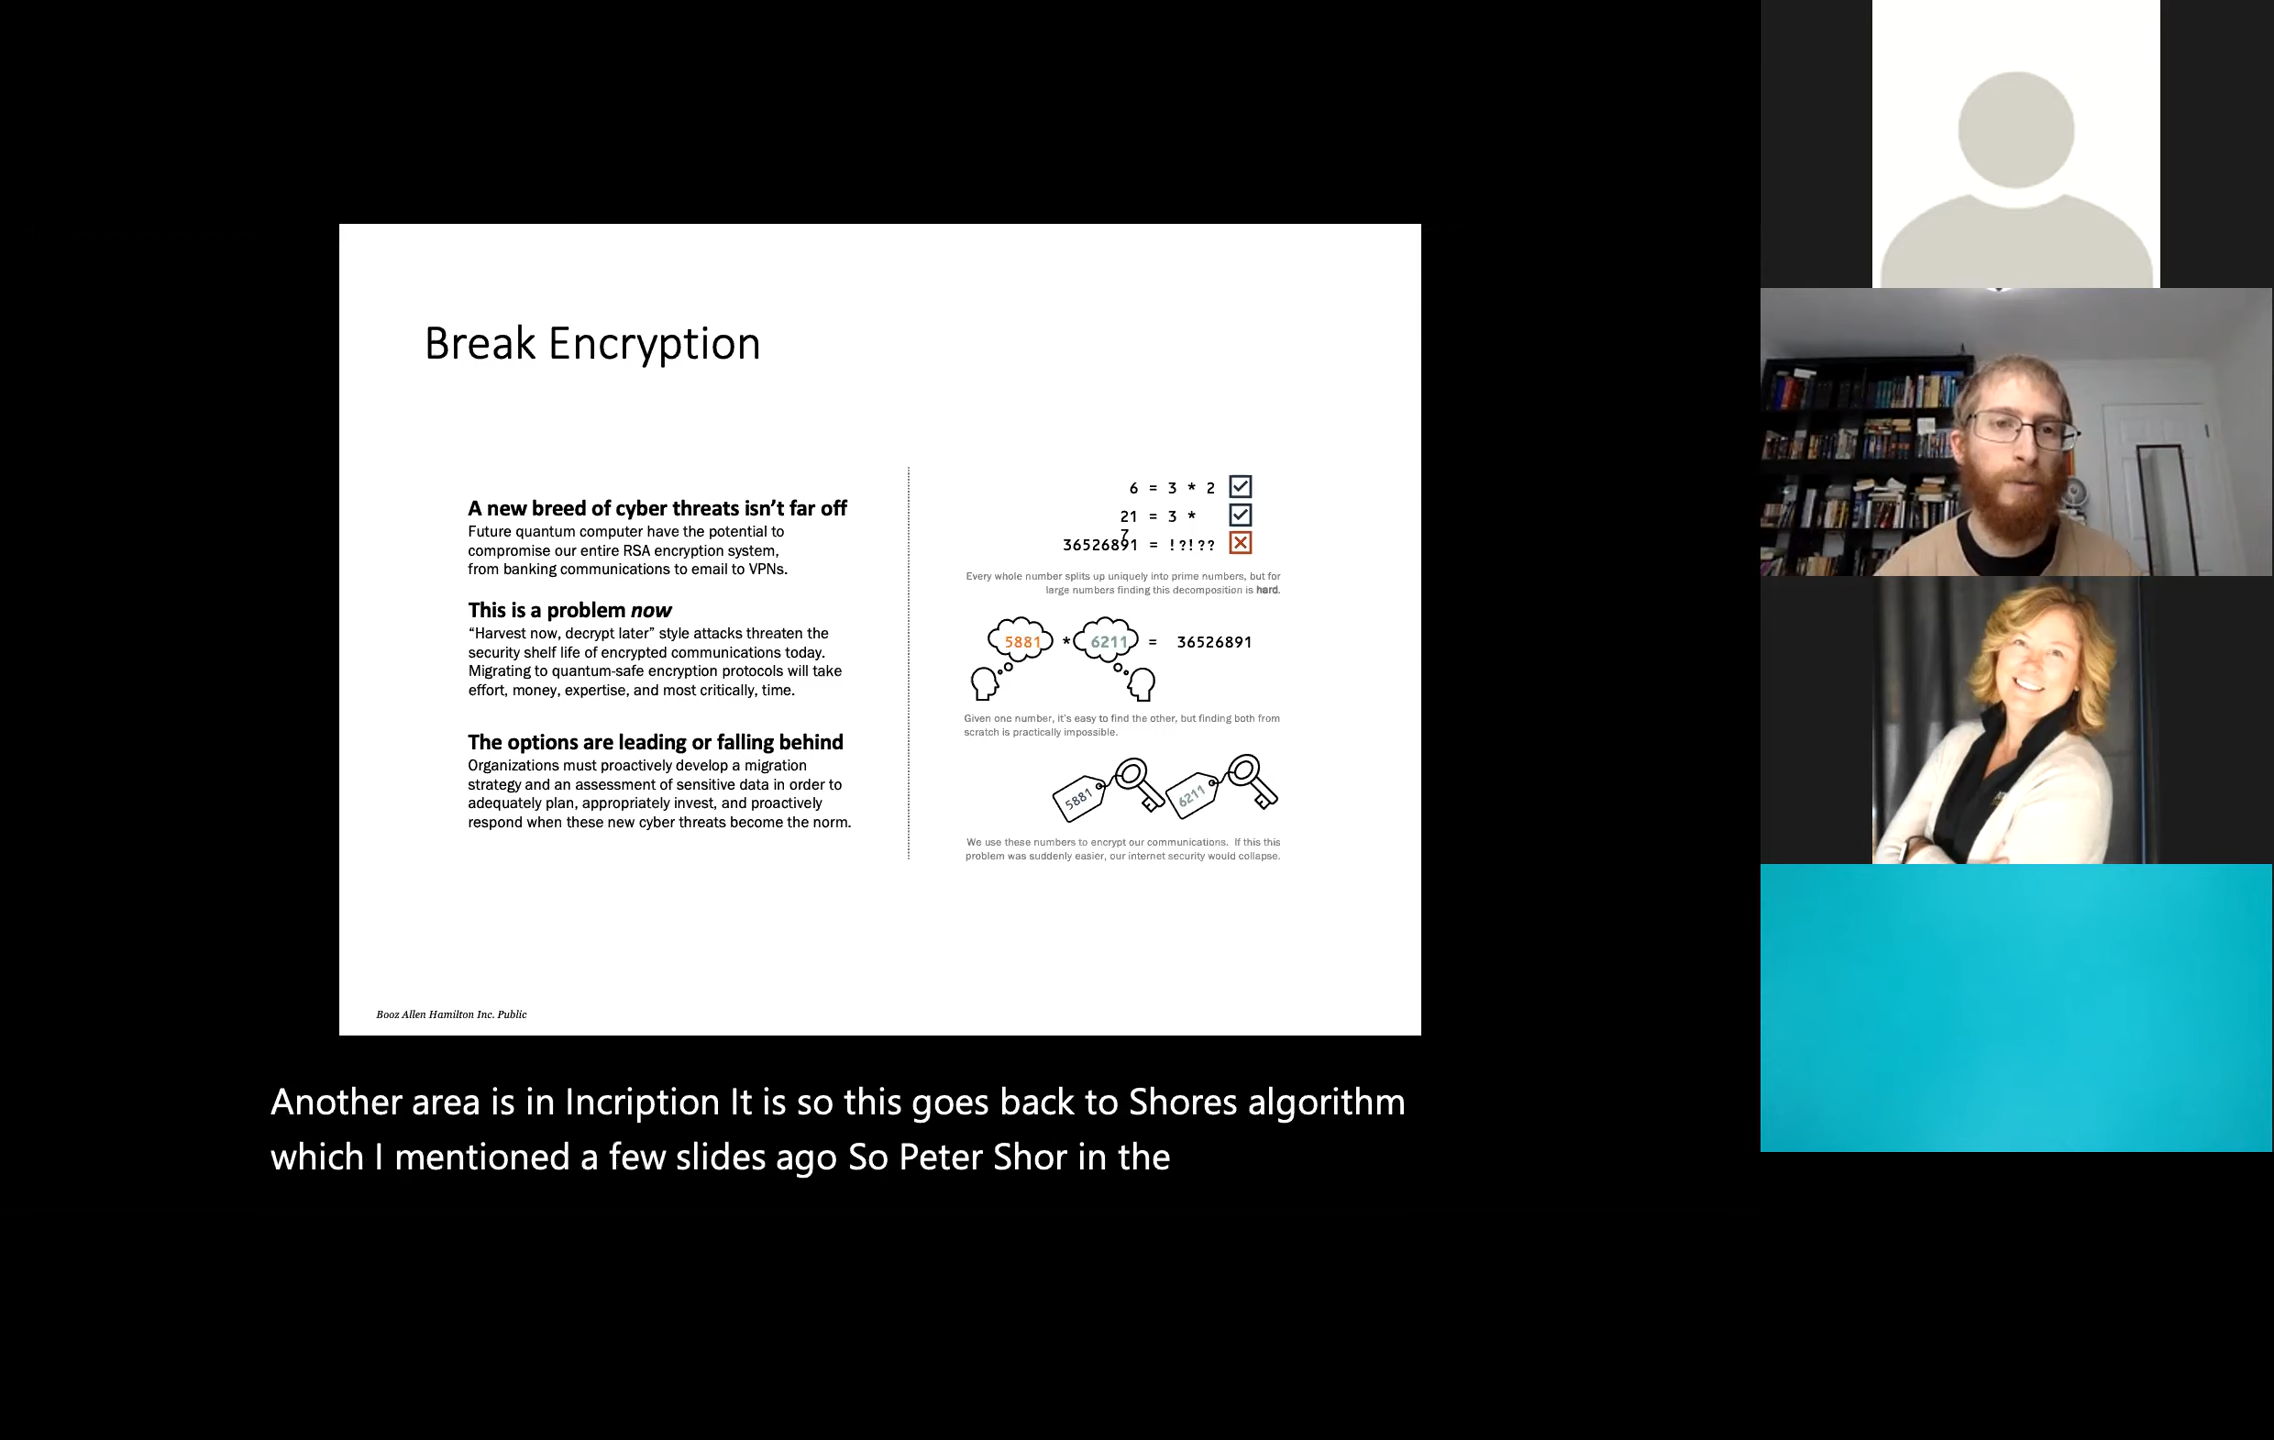 Break Encryption
A new breed of cyber threats isn’t far off
Future quantum computer have the potential to
compromise our entire RSA encryption system,
from banking communications to email to VPNs.
This is a problem now
“Harvest now, decrypt later” style attacks threaten the
security shelf life of encrypted communications today.
Migrating to quantum-safe encryption protocols will take
effort, money, expertise, and most critically, time.
The options are leading or falling behind
Organizations must proactively develop a migration
strategy and an assessment of sensitive data in order to
adequately plan, appropriately invest, and proactively
respond when these new cyber threats become the norm.
6 = 3 * 2
21 = 3 *
7
36526891 = !?!??
Every whole number splits up uniquely into prime numbers, but for
large numbers finding this decomposition is hard.
5881 * 6211 = 36526891
Given one number, it’s easy to find the other, but finding both from
scratch is practically impossible.
5881 6211
We use these numbers to encrypt our communications. If this this
problem was suddenly easier, our internet security would collapse.
Booz Allen Hamilton Inc. Public
Another area is in Incription It is so this goes back to Shores algorithm
which I mentioned a few slides ago So Peter Shor in the